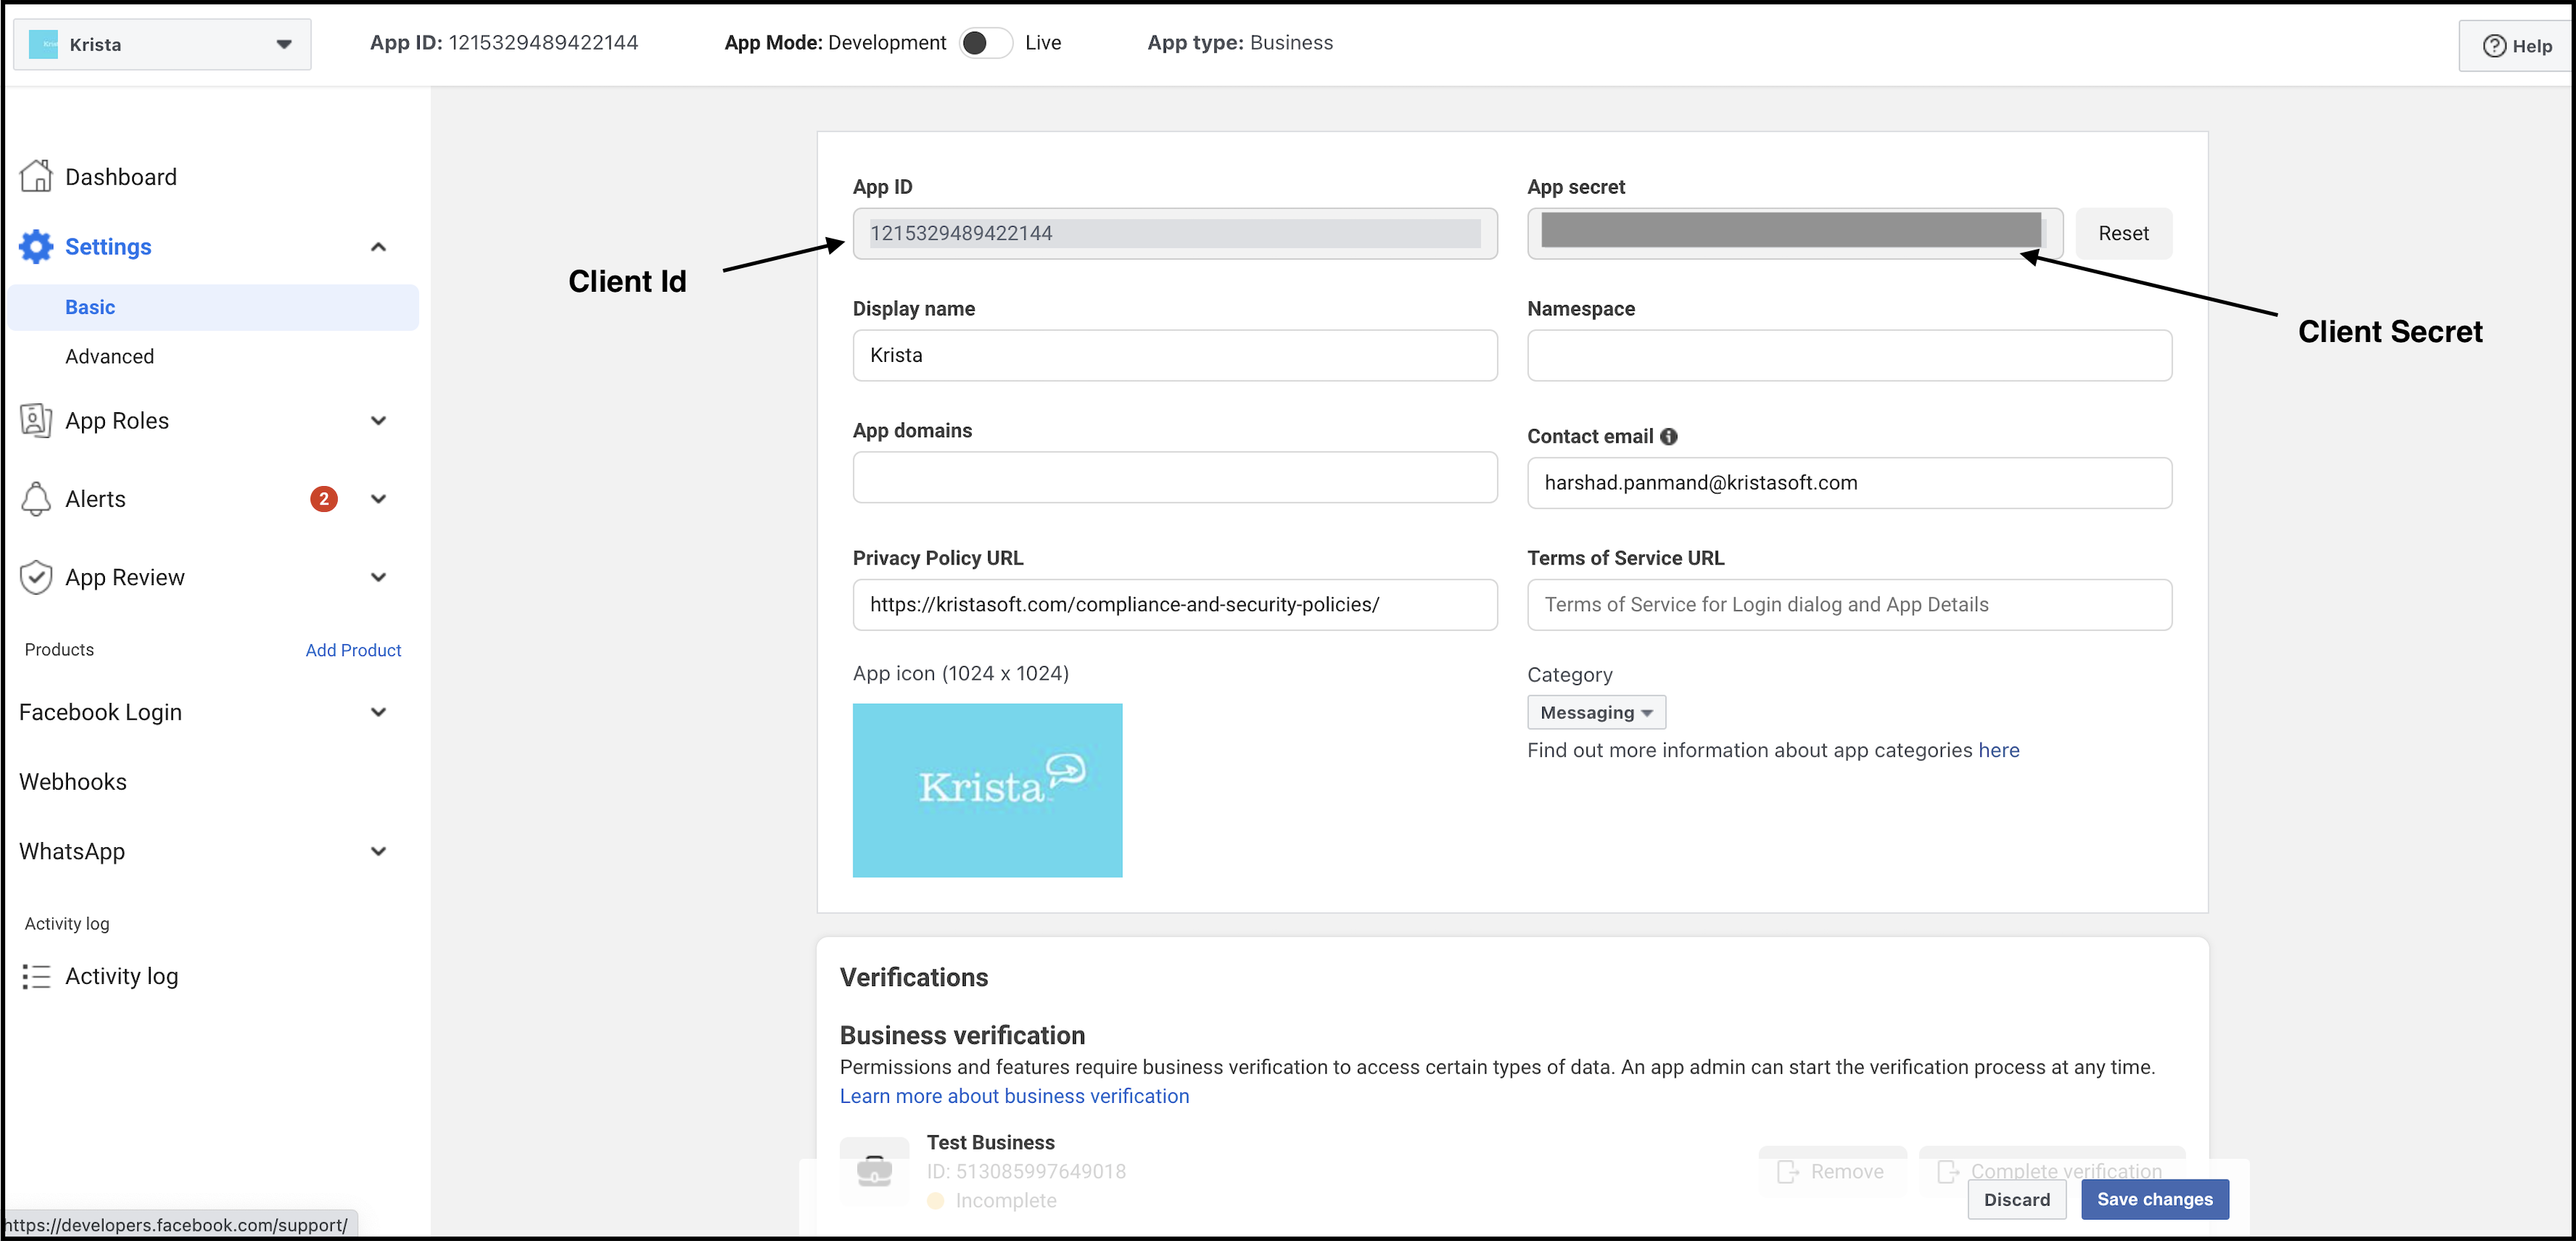 Krista
App ID: 1215329489422144
App Mode: Development
Live
App type: Business
Help
Dashboard
Settings
Basic
Advanced
App Roles
Alerts
2
App Review
Products
Add Product
Facebook Login
Webhooks
WhatsApp
Activity log
Activity log
https://developers.facebook.com/support/
Client Id
App ID
1215329489422144
App secret
Reset
Client Secret
Display name
Krista
Namespace
App domains
Contact email
harshad.panmand@kristasoft.com
Privacy Policy URL
https://kristasoft.com/compliance-and-security-policies/
Terms of Service URL
Terms of Service for Login dialog and App Details
App icon (1024 x 1024)
Krista
Category
Messaging
Find out more information about app categories here
Verifications
Business verification
Permissions and features require business verification to access certain types of data. An app admin can start the verification process at any time.
Learn more about business verification
Test Business
ID: 513085997649018
Incomplete
Remove
Complete verification
Discard
Save changes